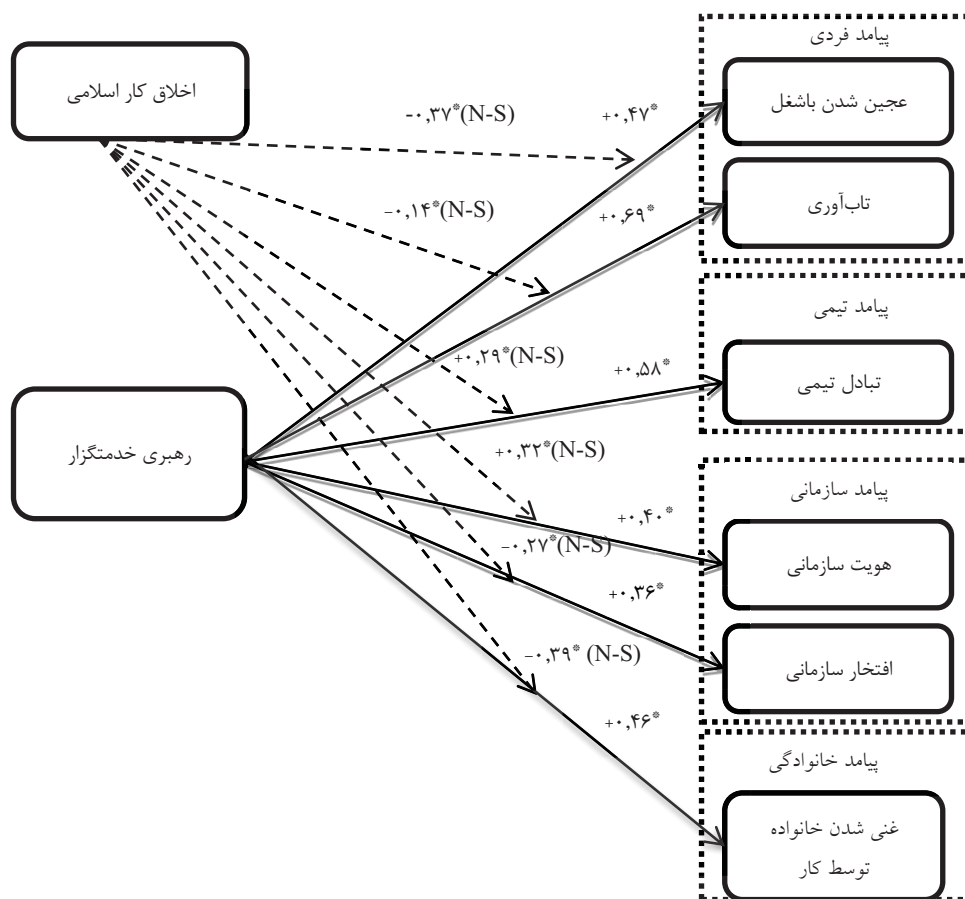 پیامد فردی
اخلاق کار اسلامی
عجین شدن باشغل
-۰,۳۷*(N-S)
+۰,۴۷*
تاب‌آوری
-۰,۱۴*(N-S)
+۰,۶۹*
پیامد تیمی
+۰,۲۹*(N-S)
+۰,۵۸*
تبادل تیمی
رهبری خدمتگزار
+۰,۳۲*(N-S)
پیامد سازمانی
+۰,۴۰*
-۰,۲۷*(N-S)
هویت سازمانی
+۰,۳۶*
-۰,۳۹* (N-S)
افتخار سازمانی
+۰,۴۶*
پیامد خانوادگی
غنی شدن خانواده
توسط کار